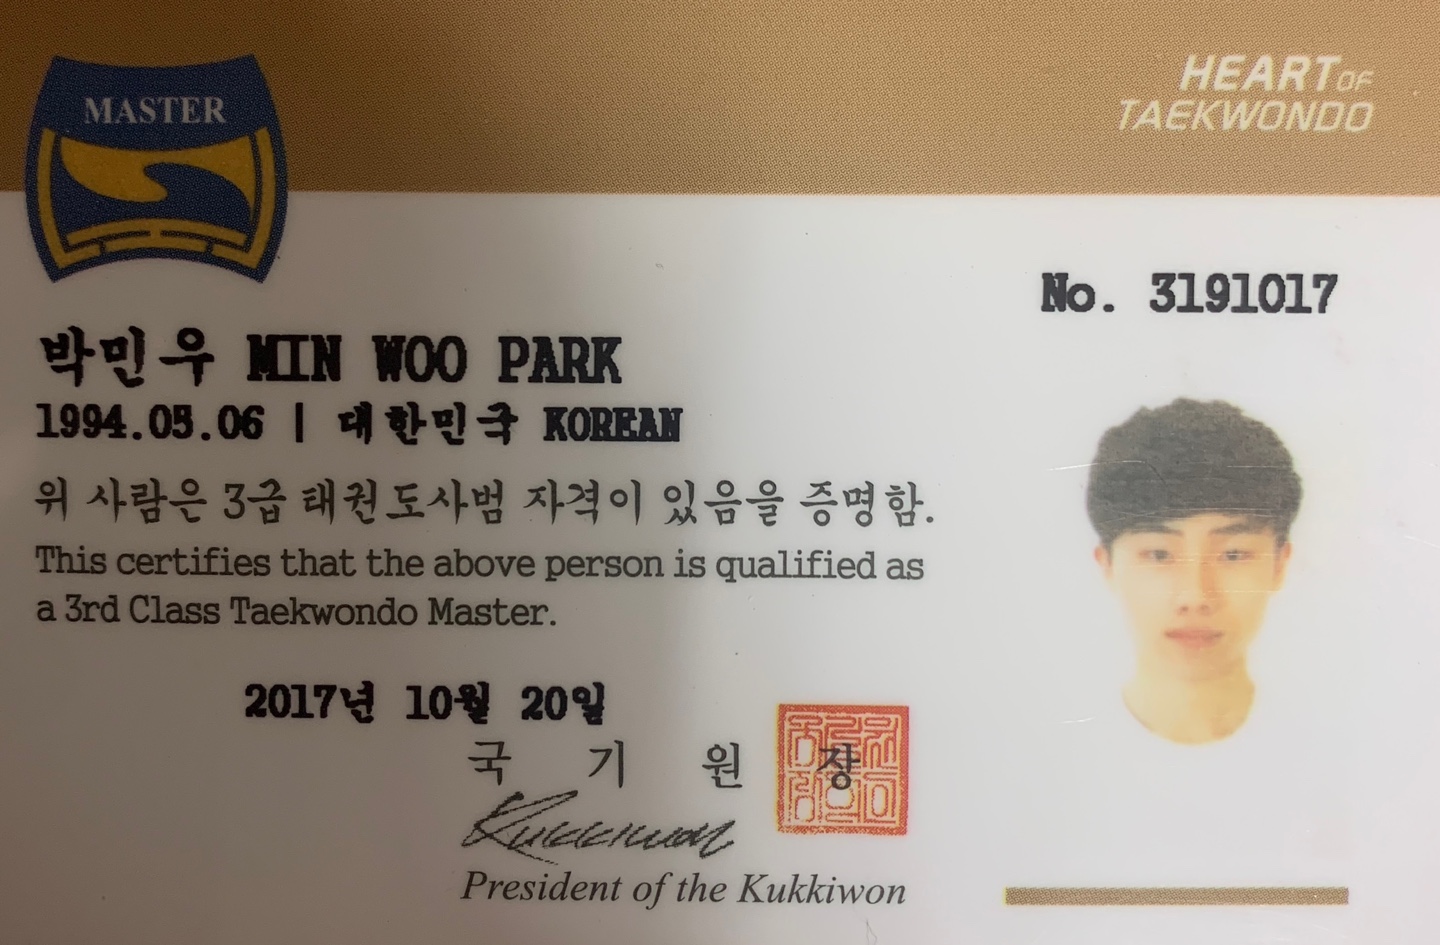 MASTER
HEART OF
TAEKWONDO
No. 3191017
박민우 MIN WOO PARK
1994.05.06 | 대한민국 KOREAN
위 사람은 3급 태권도사범 자격이 있음을 증명함.
This certifies that the above person is qualified as
a 3rd Class Taekwondo Master.
2017년 10월 20일
국 기 원 장
Kukkiwon
President of the Kukkiwon